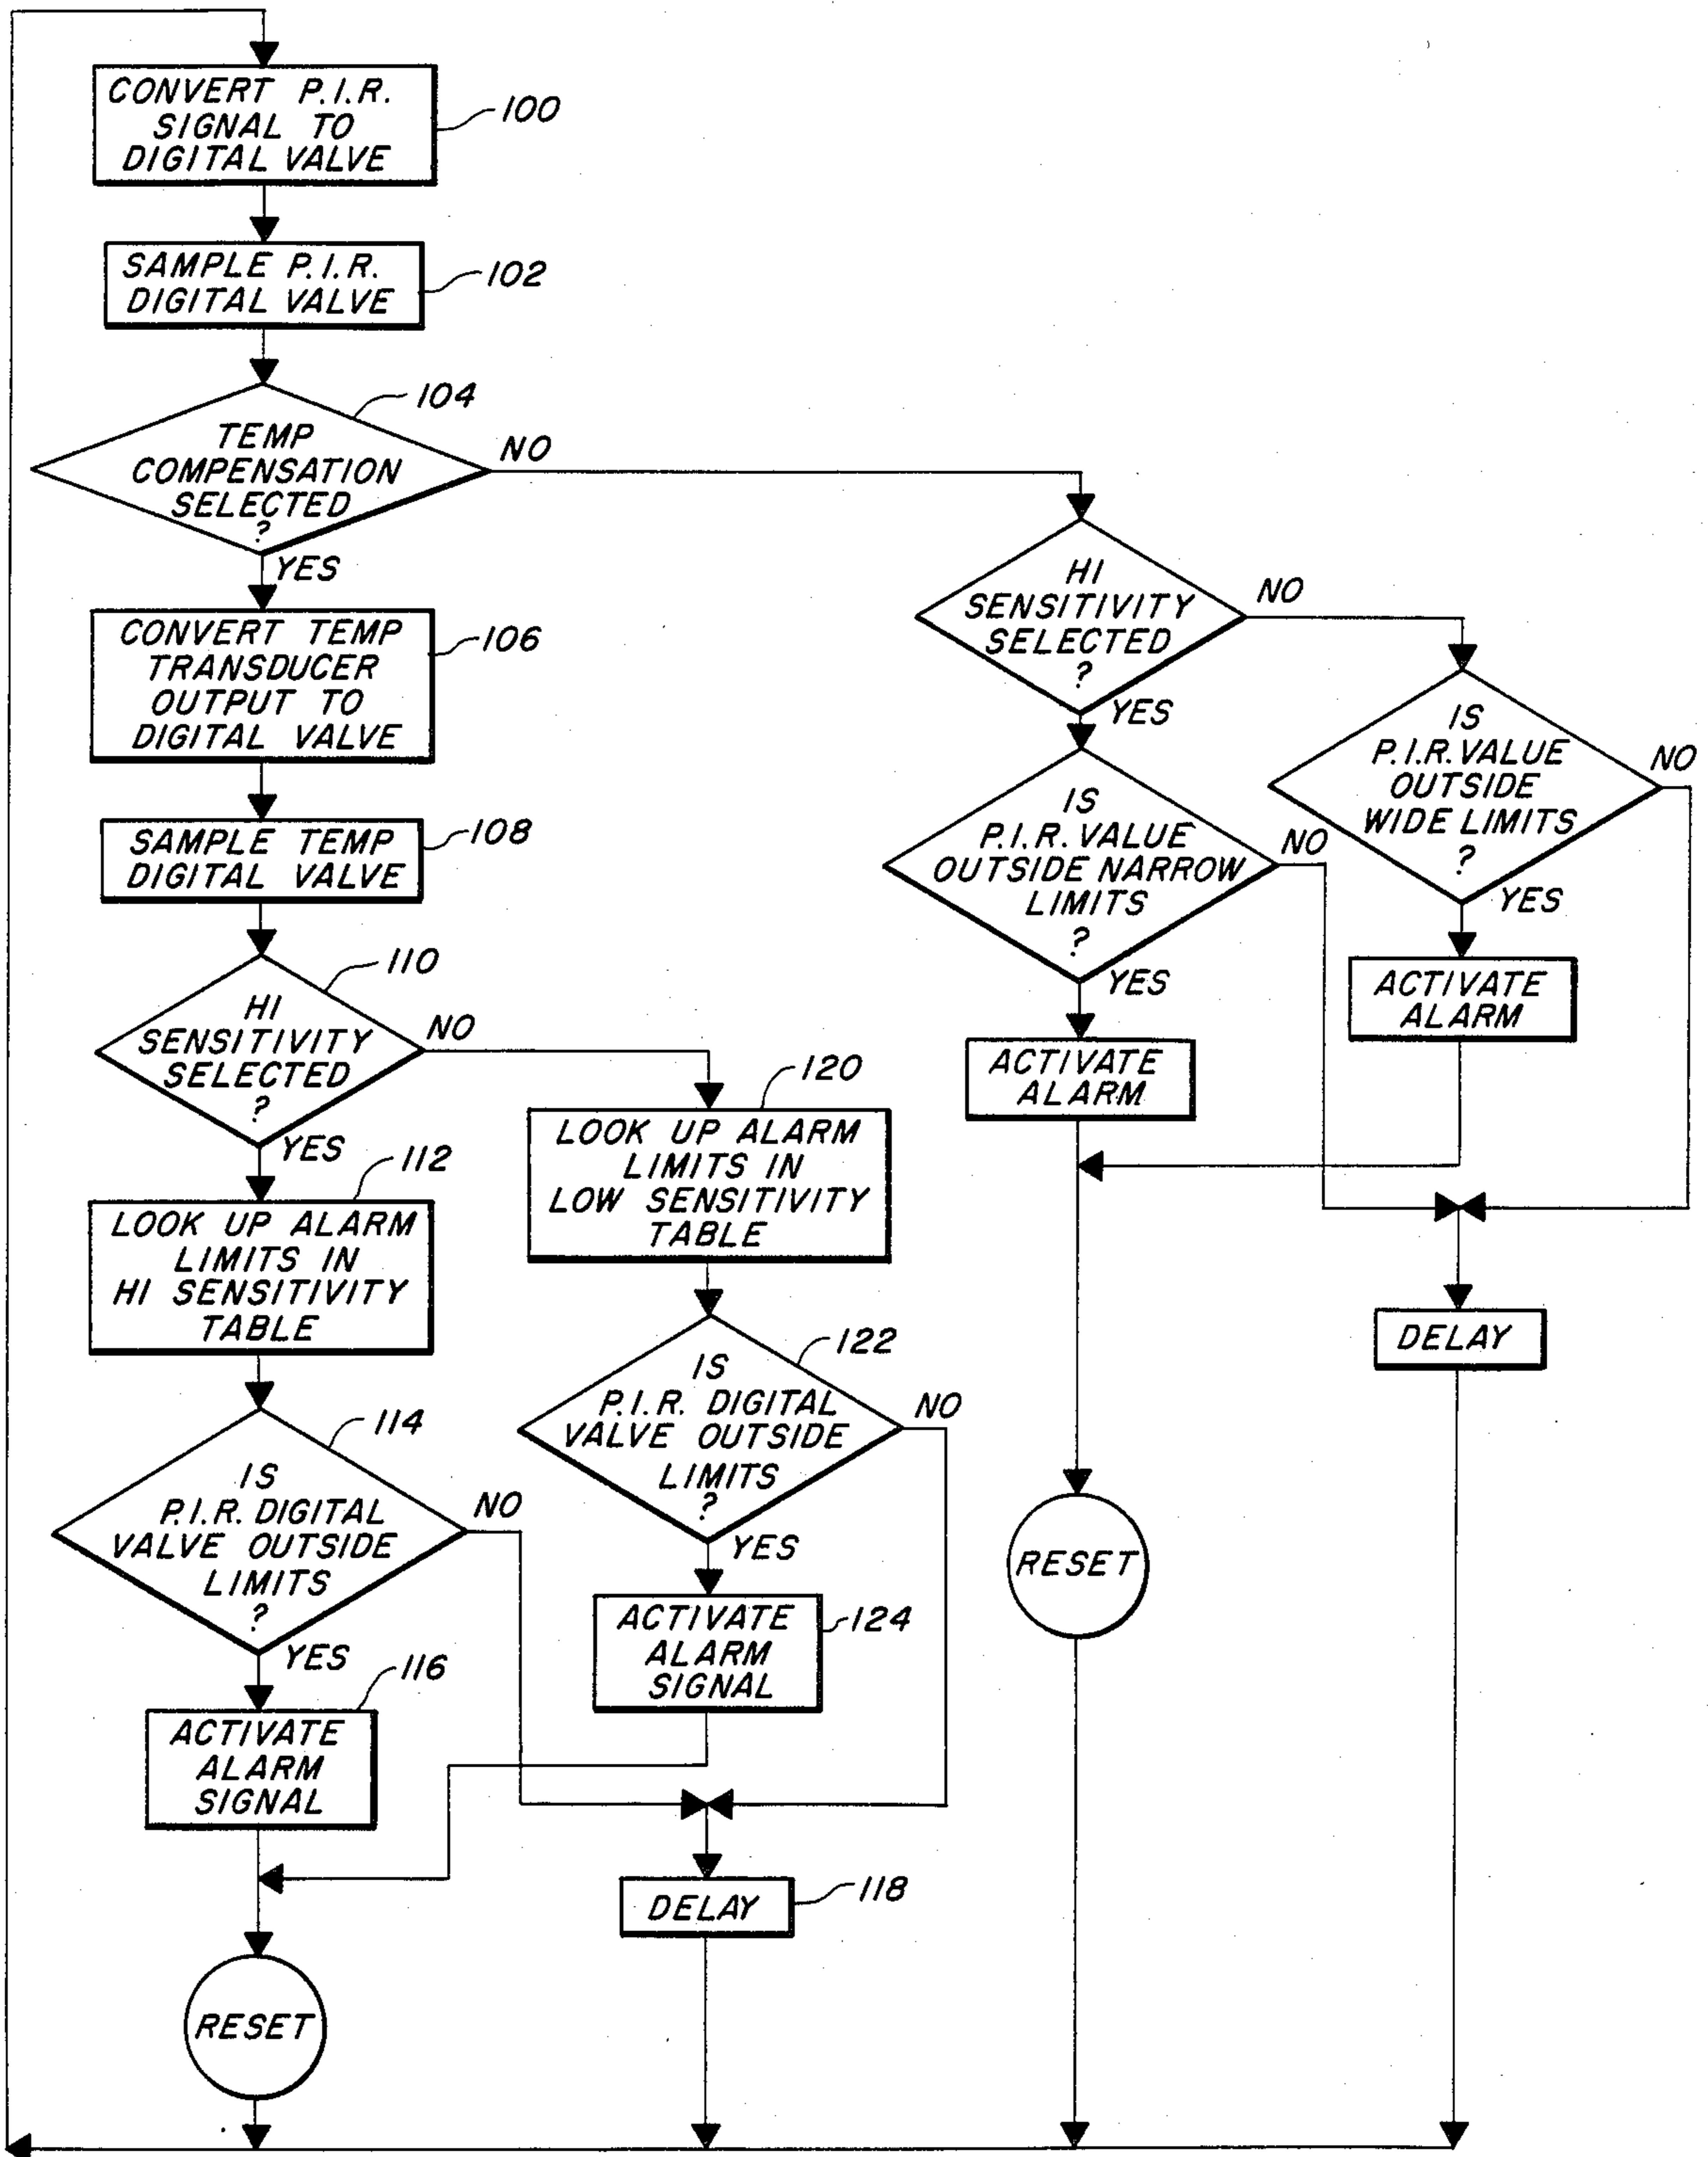 CONVERT P.I.R.
SIGNAL TO
DIGITAL VALVE
100
SAMPLE P.I.R.
DIGITAL VALVE
102
104
TEMP
COMPENSATION
SELECTED
?
NO
YES
CONVERT TEMP
TRANSDUCER
OUTPUT TO
DIGITAL VALVE
106
SAMPLE TEMP
DIGITAL VALVE
108
110
HI
SENSITIVITY
SELECTED
?
NO
YES
112
LOOK UP ALARM
LIMITS IN
HI SENSITIVITY
TABLE
114
IS
P.I.R. DIGITAL
VALVE OUTSIDE
LIMITS
?
NO
YES
116
ACTIVATE
ALARM
SIGNAL
RESET
120
LOOK UP ALARM
LIMITS IN
LOW SENSITIVITY
TABLE
122
IS
P.I.R. DIGITAL
VALVE OUTSIDE
LIMITS
?
NO
YES
ACTIVATE
ALARM
SIGNAL
124
DELAY
118
HI
SENSITIVITY
SELECTED
?
NO
YES
IS
P.I.R. VALUE
OUTSIDE NARROW
LIMITS
?
NO
YES
ACTIVATE
ALARM
RESET
IS
P.I.R. VALUE
OUTSIDE
WIDE LIMITS
?
NO
YES
ACTIVATE
ALARM
DELAY